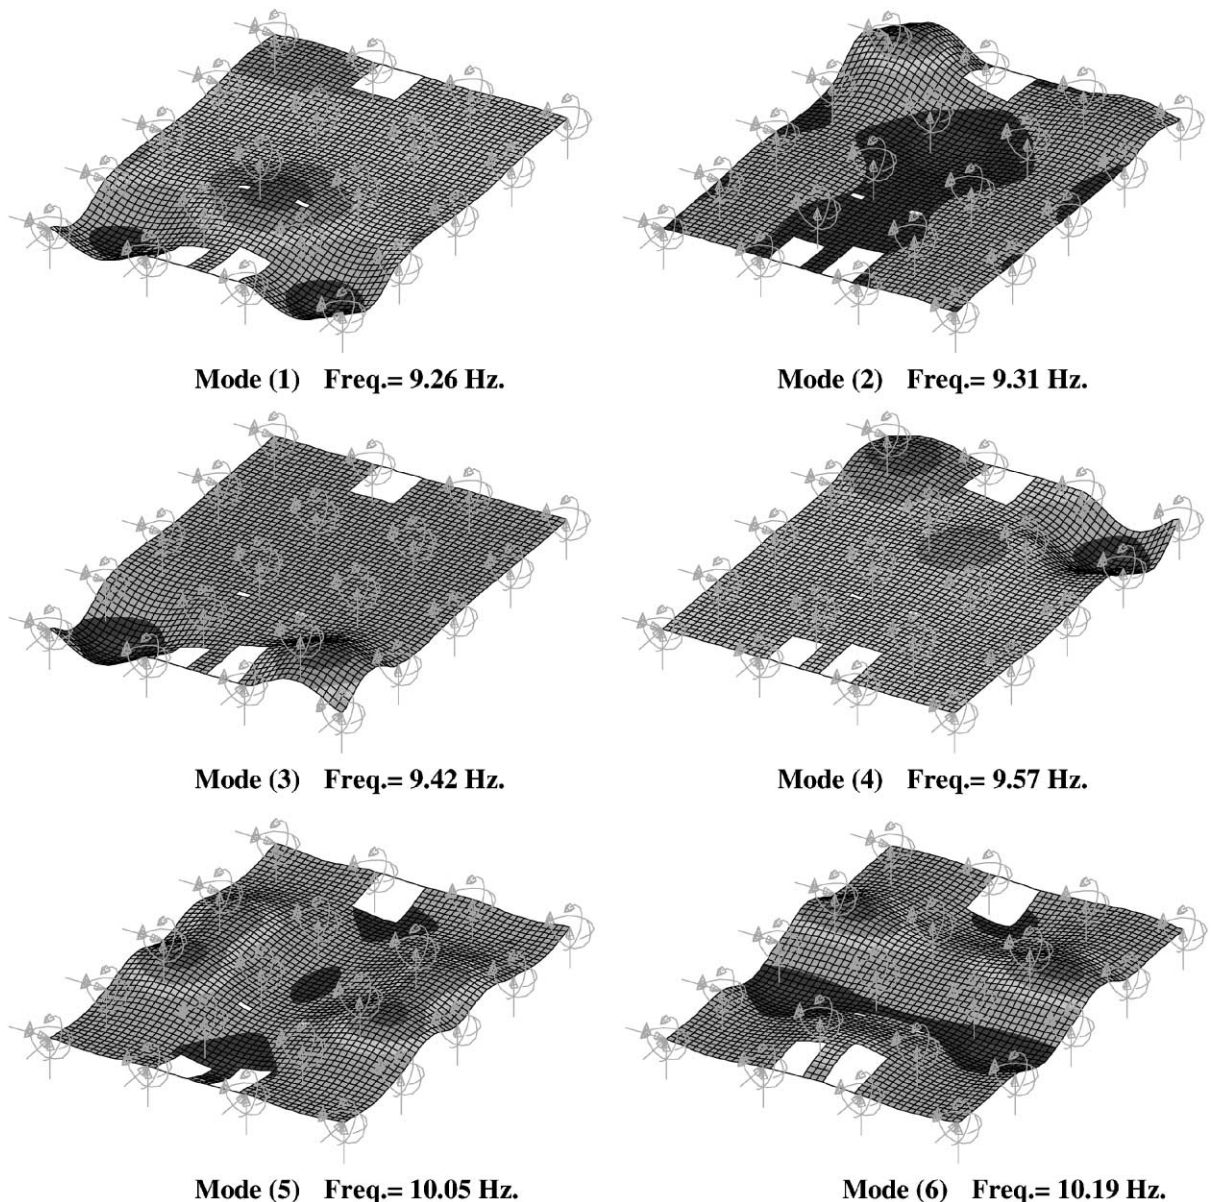 Mode (1) Freq.= 9.26 Hz.
Mode (2) Freq.= 9.31 Hz.
Mode (3) Freq.= 9.42 Hz.
Mode (4) Freq.= 9.57 Hz.
Mode (5) Freq.= 10.05 Hz.
Mode (6) Freq.= 10.19 Hz.